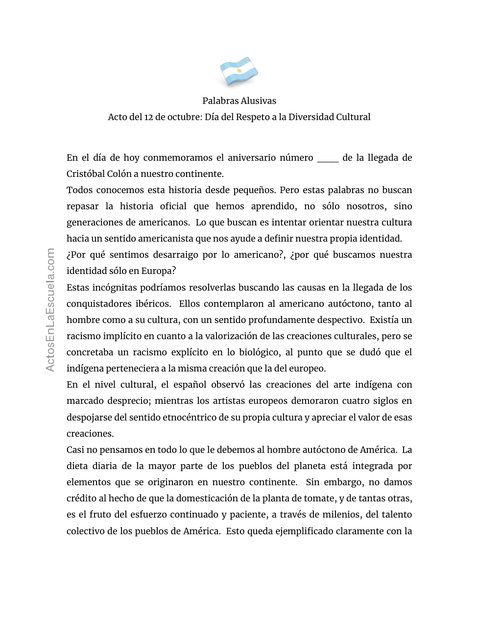 Palabras Alusivas
Acto del 12 de octubre: Día del Respeto a la Diversidad Cultural
En el día de hoy conmemoramos el aniversario número ____ de la llegada de
Cristóbal Colón a nuestro continente.
Todos conocemos esta historia desde pequeños. Pero estas palabras no buscan
repasar la historia oficial que hemos aprendido, no sólo nosotros, sino
generaciones de americanos. Lo que buscan es intentar orientar nuestra cultura
hacia un sentido americanista que nos ayude a definir nuestra propia identidad.
¿Por qué sentimos desarraigo por lo americano?, ¿por qué buscamos nuestra
identidad sólo en Europa?
Estas incógnitas podríamos resolverlas buscando las causas en la llegada de los
conquistadores ibéricos. Ellos contemplaron al americano autóctono, tanto al
hombre como a su cultura, con un sentido profundamente despectivo. Existía un
racismo implícito en cuanto a la valorización de las creaciones culturales, pero se
concretaba un racismo explícito en lo biológico, al punto que se dudó que el
indígena perteneciera a la misma creación que la del europeo.
En el nivel cultural, el español observó las creaciones del arte indígena con
marcado desprecio; mientras los artistas europeos demoraron cuatro siglos en
despojarse del sentido etnocéntrico de su propia cultura y apreciar el valor de esas
creaciones.
Casi no pensamos en todo lo que le debemos al hombre autóctono de América. La
dieta diaria de la mayor parte de los pueblos del planeta está integrada por
elementos que se originaron en nuestro continente. Sin embargo, no damos
crédito al hecho de que la domesticación de la planta de tomate, y de tantas otras,
es el fruto del esfuerzo continuado y paciente, a través de milenios, del talento
colectivo de los pueblos de América. Esto queda ejemplificado claramente con la
ActosEnLaEscuela.com